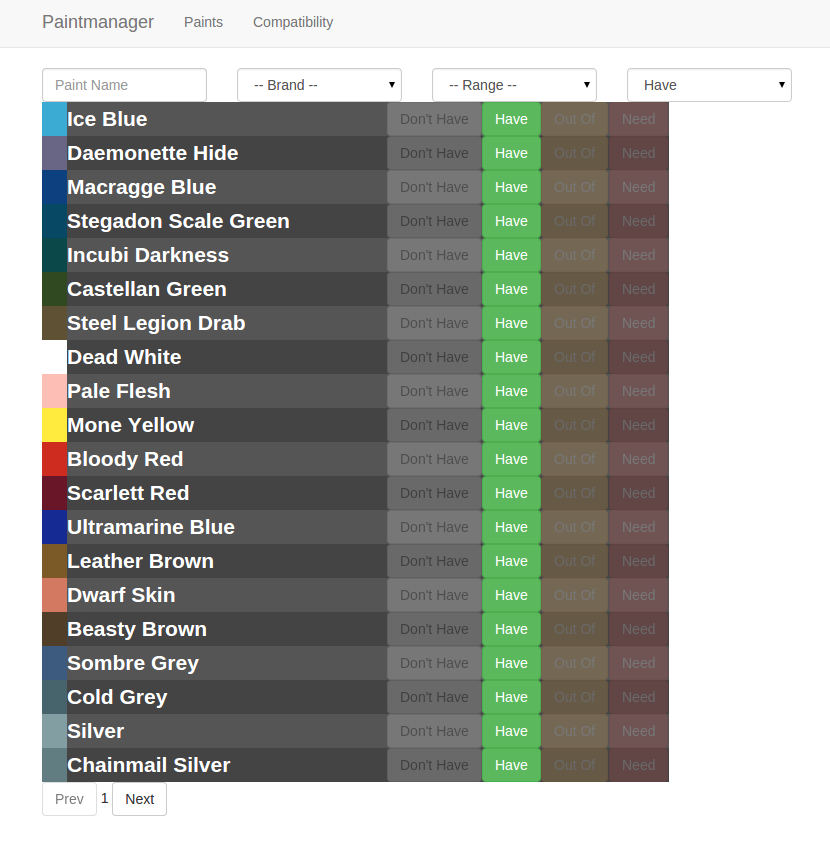 Paintmanager Paints Compatibility
Paint Name -- Brand -- -- Range -- Have
Ice Blue Don't Have Have Out Of Need
Daemonette Hide Don't Have Have Out Of Need
Macragge Blue Don't Have Have Out Of Need
Stegadon Scale Green Don't Have Have Out Of Need
Incubi Darkness Don't Have Have Out Of Need
Castellan Green Don't Have Have Out Of Need
Steel Legion Drab Don't Have Have Out Of Need
Dead White Don't Have Have Out Of Need
Pale Flesh Don't Have Have Out Of Need
Mone Yellow Don't Have Have Out Of Need
Bloody Red Don't Have Have Out Of Need
Scarlett Red Don't Have Have Out Of Need
Ultramarine Blue Don't Have Have Out Of Need
Leather Brown Don't Have Have Out Of Need
Dwarf Skin Don't Have Have Out Of Need
Beasty Brown Don't Have Have Out Of Need
Sombre Grey Don't Have Have Out Of Need
Cold Grey Don't Have Have Out Of Need
Silver Don't Have Have Out Of Need
Chainmail Silver Don't Have Have Out Of Need
Prev 1 Next